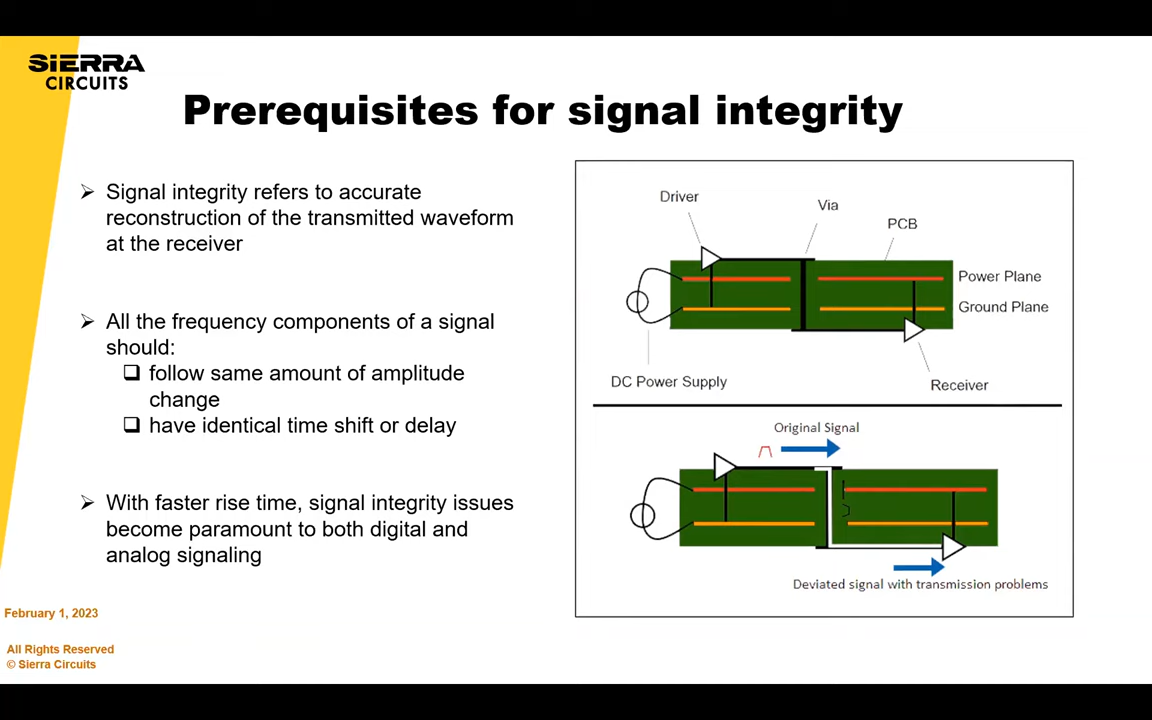 SIERRA
CIRCUITS
Prerequisites for signal integrity
Signal integrity refers to accurate
reconstruction of the transmitted waveform
at the receiver
All the frequency components of a signal
should:
follow same amount of amplitude
change
have identical time shift or delay
With faster rise time, signal integrity issues
become paramount to both digital and
analog signaling
February 1, 2023
All Rights Reserved
© Sierra Circuits
Driver
Via
PCB
Power Plane
Ground Plane
DC Power Supply
Receiver
Original Signal
Deviated signal with transmission problems